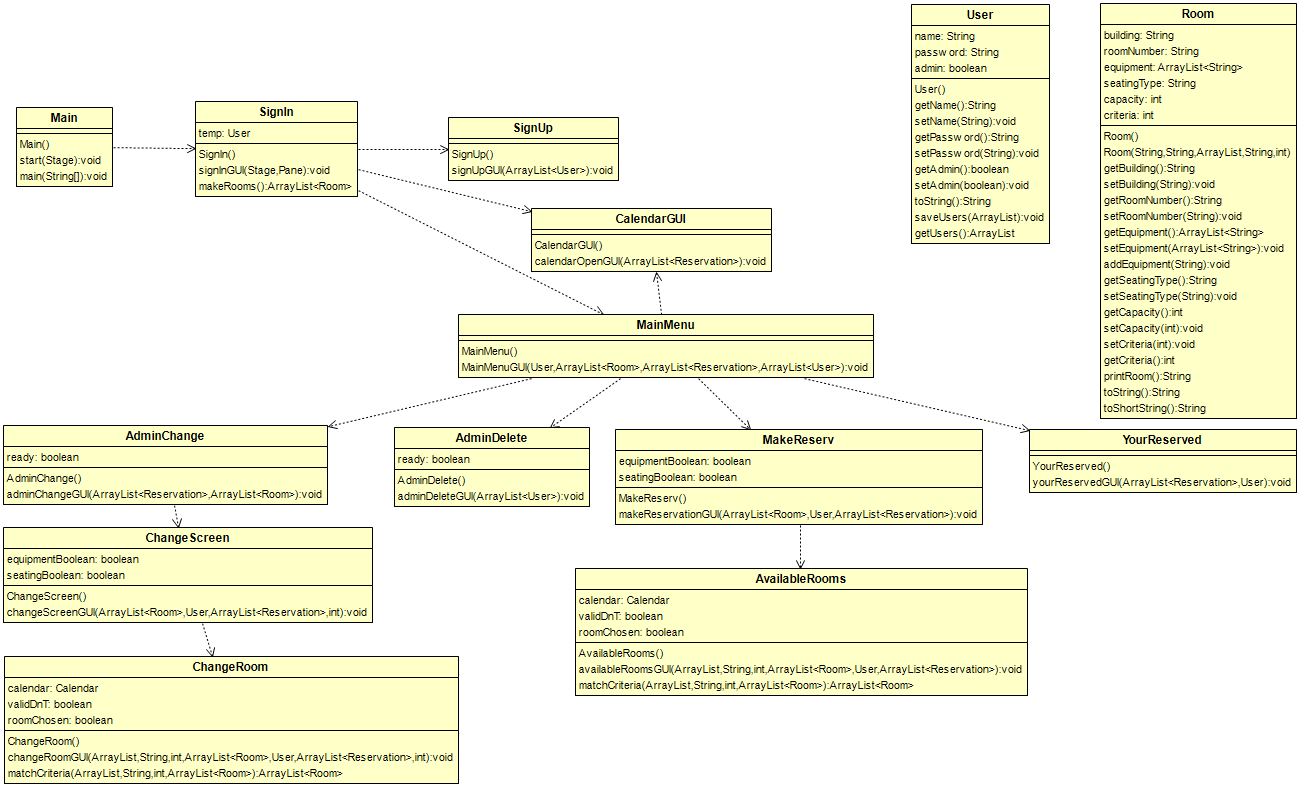 Main
Main()
start(Stage):void
main(String[]):void
SignIn
temp: User
SignIn()
signInGUI(Stage,Pane):void
makeRooms():ArrayList<Room>
SignUp
SignUp()
signUpGUI(ArrayList<User>):void
CalendarGUI
CalendarGUI()
calendarOpenGUI(ArrayList<Reservation>):void
User
name: String
password: String
admin: boolean
User()
getName():String
setName(String):void
getPassword():String
setPassword(String):void
getAdmin():boolean
setAdmin(boolean):void
toString():String
saveUsers(ArrayList):void
getUsers():ArrayList
Room
building: String
roomNumber: String
equipment: ArrayList<String>
seatingType: String
capacity: int
criteria: int
Room()
Room(String,String,ArrayList,String,int)
getBuilding():String
setBuilding(String):void
getRoomNumber():String
setRoomNumber(String):void
getEquipment():ArrayList<String>
setEquipment(ArrayList<String>):void
addEquipment(String):void
getSeatingType():String
setSeatingType(String):void
getCapacity():int
setCapacity(int):void
setCriteria(int):void
getCriteria():int
printRoom():String
toString():String
toShortString():String
MainMenu
MainMenu()
MainMenuGUI(User,ArrayList<Room>,ArrayList<Reservation>,ArrayList<User>):void
AdminChange
ready: boolean
AdminChange()
adminChangeGUI(ArrayList<Reservation>,ArrayList<Room>):void
AdminDelete
ready: boolean
AdminDelete()
adminDeleteGUI(ArrayList<User>):void
MakeReserv
equipmentBoolean: boolean
seatingBoolean: boolean
MakeReserv()
makeReservationGUI(ArrayList<Room>,User,ArrayList<Reservation>):void
YourReserved
YourReserved()
yourReservedGUI(ArrayList<Reservation>,User):void
ChangeScreen
equipmentBoolean: boolean
seatingBoolean: boolean
ChangeScreen()
changeScreenGUI(ArrayList<Room>,User,ArrayList<Reservation>,int):void
AvailableRooms
calendar: Calendar
validDnT: boolean
roomChosen: boolean
AvailableRooms()
availableRoomsGUI(ArrayList,String,int,ArrayList<Room>,User,ArrayList<Reservation>):void
matchCriteria(ArrayList,String,int,ArrayList<Room>):ArrayList<Room>
ChangeRoom
calendar: Calendar
validDnT: boolean
roomChosen: boolean
ChangeRoom()
changeRoomGUI(ArrayList,String,int,ArrayList<Room>,User,ArrayList<Reservation>,int):void
matchCriteria(ArrayList,String,int,ArrayList<Room>):ArrayList<Room>